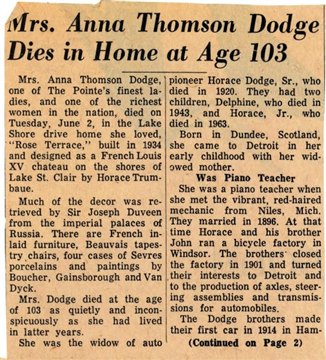 Mrs. Anna Thomson Dodge
Dies in Home at Age 103
Mrs. Anna Thomson Dodge,
one of The Pointe's finest la-
dies, and one of the richest
women in the nation, died on
Tuesday, June 2, in the Lake
Shore drive home she loved,
"Rose Terrace," built in 1934
and designed as a French Louis
XV chateau on the shores of
Lake St. Clair by Horace Trum-
baue.
Much of the decor was re-
trieved by Sir Joseph Duveen
from the imperial palaces of
Russia. There are French in-
laid furniture, Beauvais tapes-
try chairs, four cases of Sevres
porcelains and paintings by
Boucher, Gainsborough and Van
Dyck.
Mrs. Dodge died at the age
of 103 as quietly and incon-
spicuously as she had lived
in latter years.
She was the widow of auto
pioneer Horace Dodge, Sr., who
died in 1920. They had two
children, Delphine, who died in
1943, and Horace, Jr., who
died in 1963.
Born in Dundee, Scotland,
she came to Detroit in her
early childhood with her wid-
owed mother.
Was Piano Teacher
She was a piano teacher when
she met the vibrant, red-haired
mechanic from Niles, Mich.
They married in 1896. At that
time Horace and his brother
John ran a bicycle factory in
Windsor. The brothers' closed
the factory in 1901 and turned
their interests to Detroit and
to the production of axles, steer-
ing assemblies and transmis-
sions for automobiles.
The Dodge brothers made
their first car in 1914 in Ham-
(Continued on Page 2)